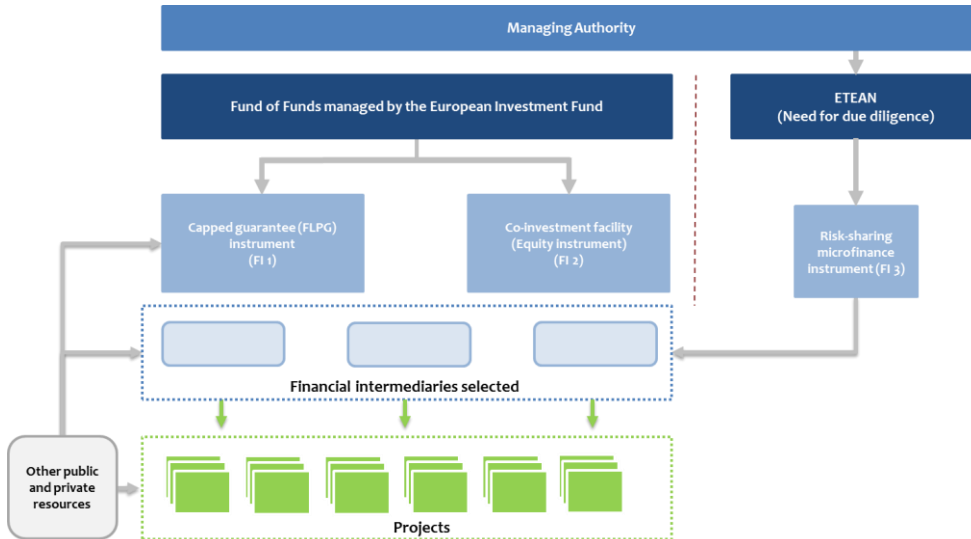 Managing Authority
Fund of Funds managed by the European Investment Fund
ETEAN
(Need for due diligence)
Capped guarantee (FLPG)
instrument
(FI 1)
Co-investment facility
(Equity instrument)
(FI 2)
Risk-sharing
microfinance
instrument (FI 3)
Financial intermediaries selected
Other public
and private
resources
Projects